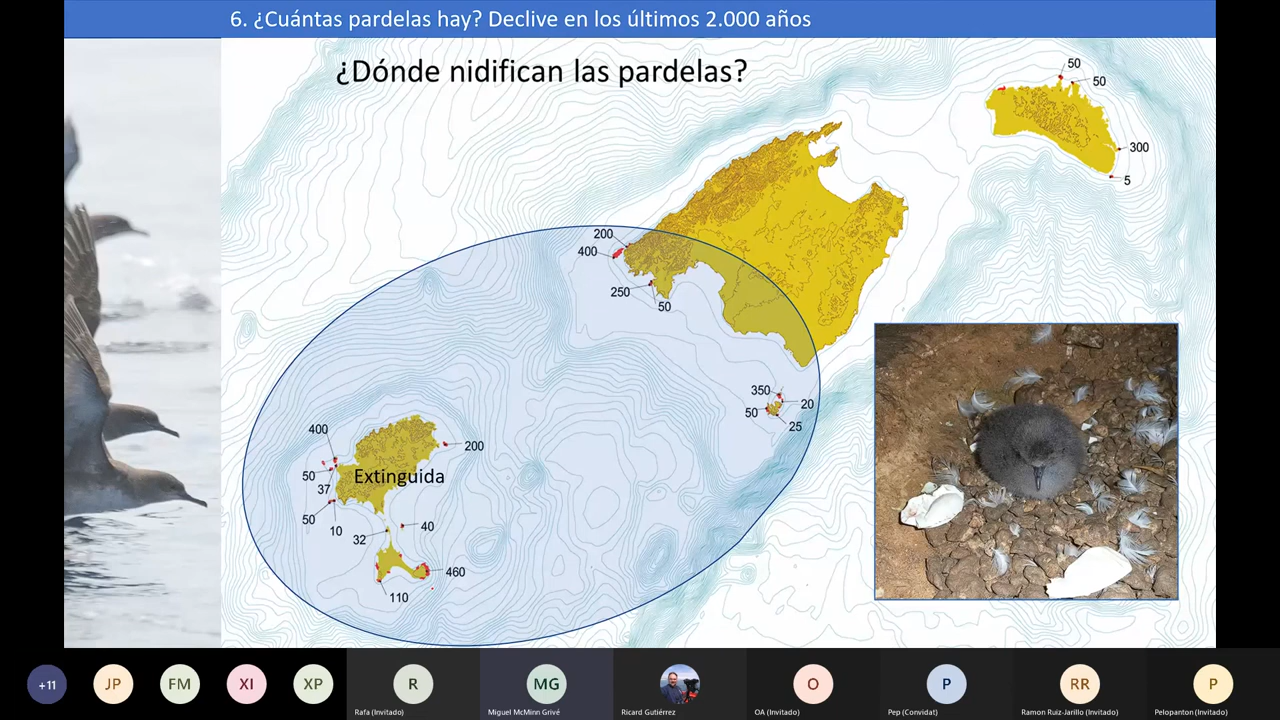 6. ¿Cuántas pardelas hay? Declive en los últimos 2.000 años
¿Dónde nidifican las pardelas?
50
50
300
5
200
400
250
50
350
20
50
25
400
200
50
Extinguida
37
50
10
40
32
460
110
+11
JP
FM
XI
XP
R
MG
O
P
RR
P
Rafa (Invitado)
Miguel McMinn Grivé
Ricard Gutiérrez
OA (Invitado)
Pep (Convidat)
Ramon Ruiz-Jarillo (Invitado)
Pelopanton (Invitado)